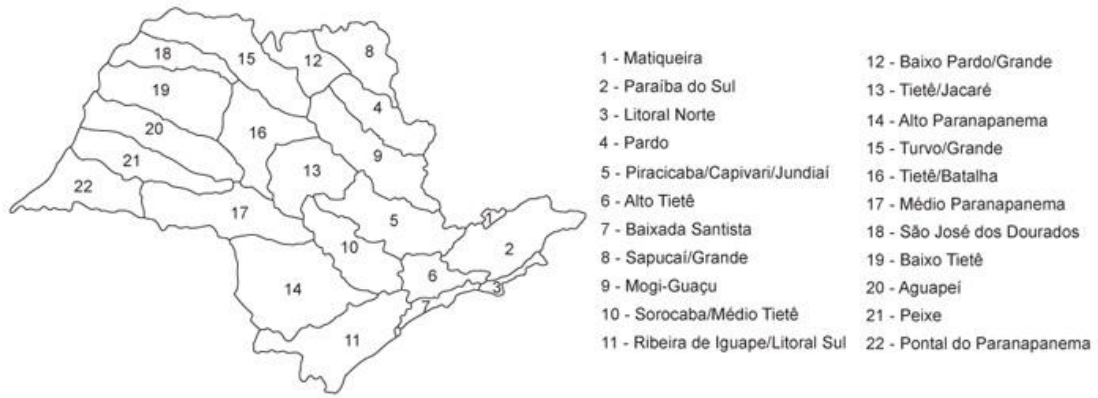 18
15
12
8
19
4
20
16
9
21
13
22
17
5
1
10
2
6
14
3
7
11
1 - Matiqueira
2 - Paraíba do Sul
3 - Litoral Norte
4 - Pardo
5 - Piracicaba/Capivari/Jundiaí
6 - Alto Tietê
7 - Baixada Santista
8 - Sapucaí/Grande
9 - Mogi-Guaçu
10 - Sorocaba/Médio Tietê
11 - Ribeira de Iguape/Litoral Sul
12 - Baixo Pardo/Grande
13 - Tietê/Jacaré
14 - Alto Paranapanema
15 - Turvo/Grande
16 - Tietê/Batalha
17 - Médio Paranapanema
18 - São José dos Dourados
19 - Baixo Tietê
20 - Aguapeí
21 - Peixe
22 - Pontal do Paranapanema